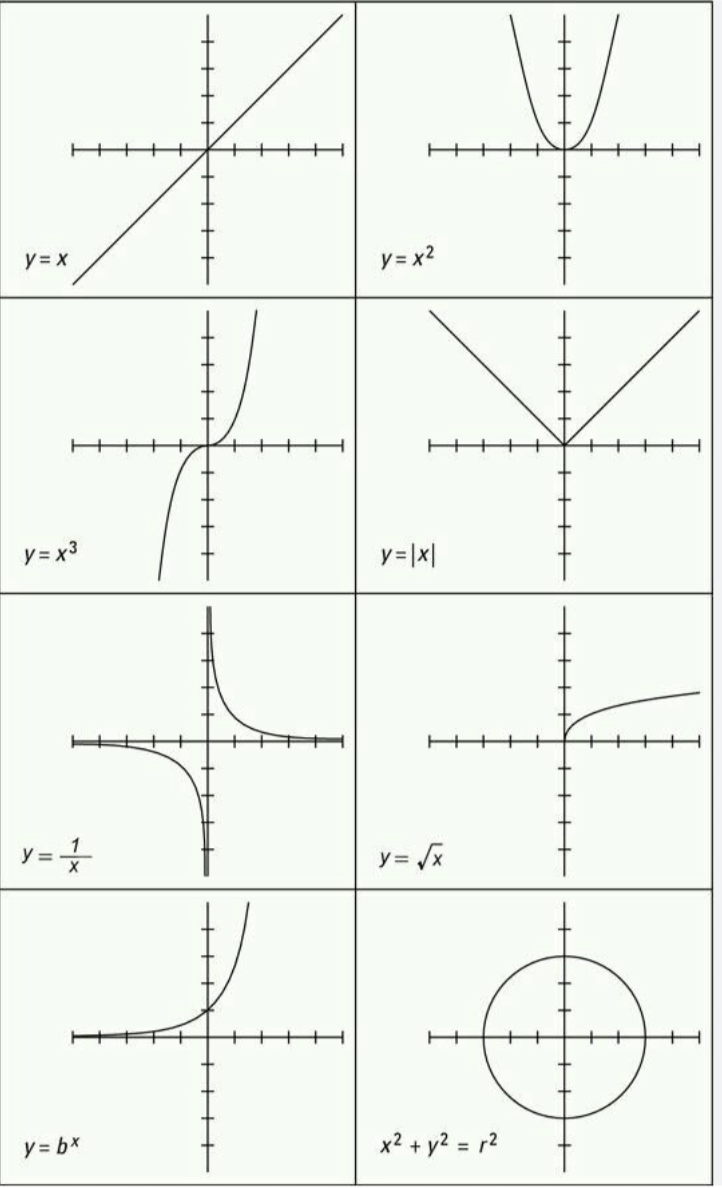 y = x
y = x²
y = x³
y = |x|
y = 1/x
y = √x
y = bˣ
x² + y² = r²